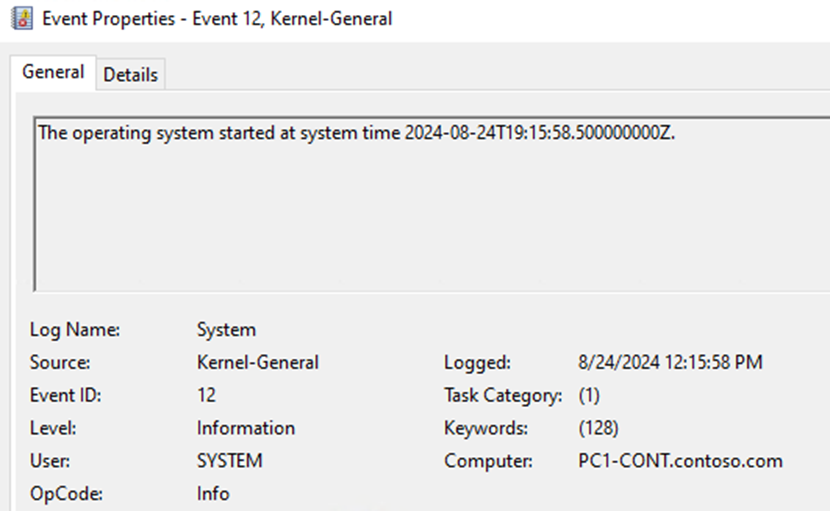 Event Properties - Event 12, Kernel-General
General Details
The operating system started at system time 2024-08-24T19:15:58.500000000Z.
Log Name: System
Source: Kernel-General Logged: 8/24/2024 12:15:58 PM
Event ID: 12 Task Category: (1)
Level: Information Keywords: (128)
User: SYSTEM Computer: PC1-CONT.contoso.com
OpCode: Info